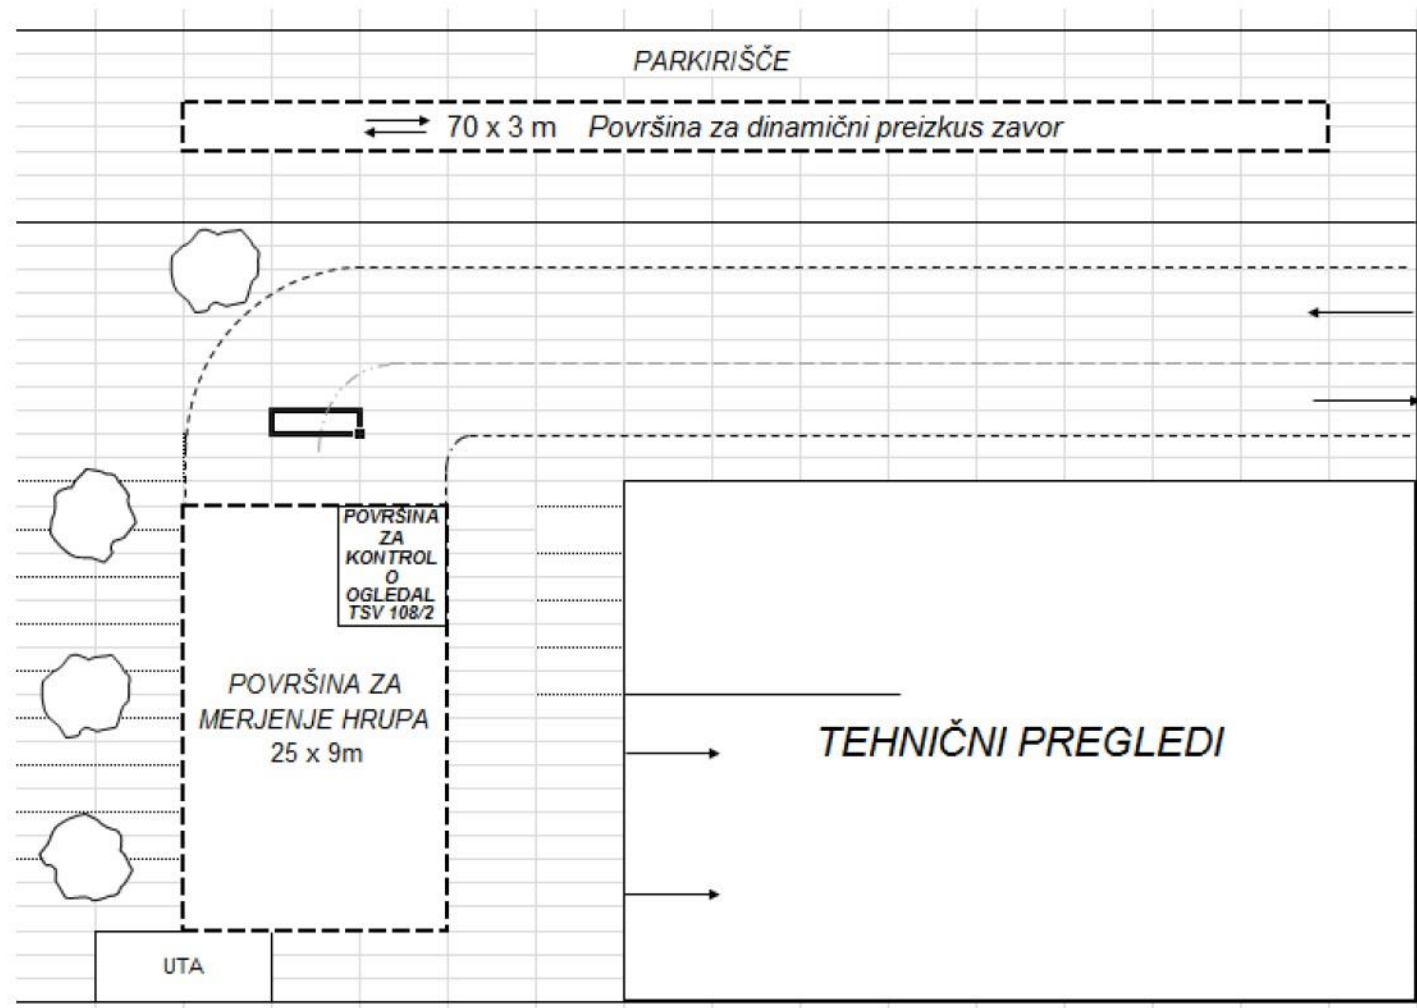 PARKIRIŠČE
70 x 3 m Površina za dinamični preizkus zavor
POVRŠINA
ZA
KONTROL
O
OGLEDAL
TSV 108/2
POVRŠINA ZA
MERJENJE HRUPA
25 x 9m
TEHNIČNI PREGLEDI
UTA